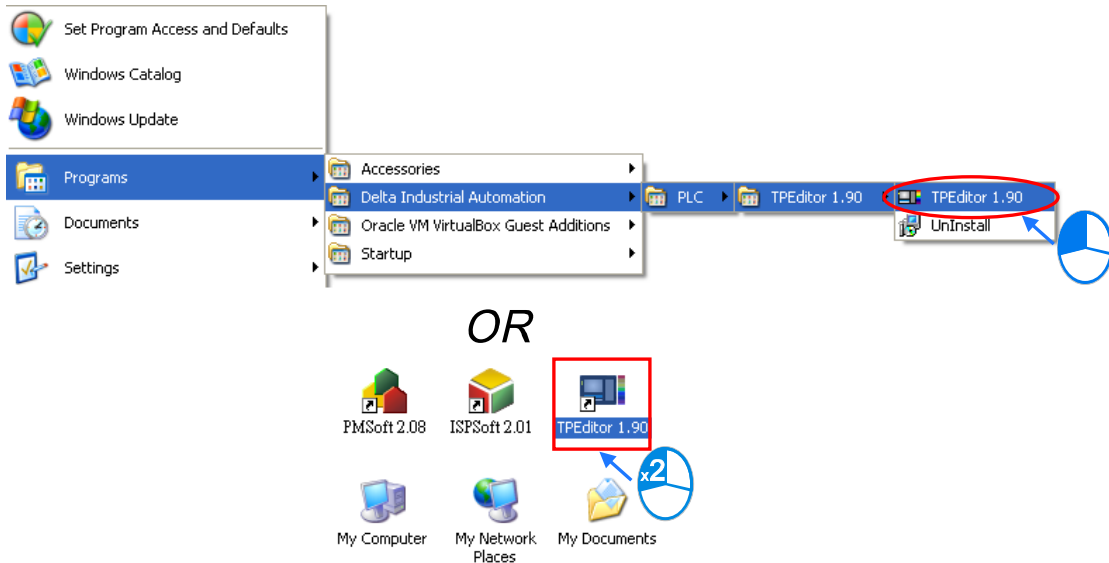 Set Program Access and Defaults
Windows Catalog
Windows Update
Programs
Accessories
Delta Industrial Automation
PLC
TPEditor 1.90
TPEditor 1.90
Documents
Oracle VM VirtualBox Guest Additions
UnInstall
Settings
Startup
OR
PMSoft 2.08
ISPSoft 2.01
TPEditor 1.90
x2
My Computer
My Network
Places
My Documents